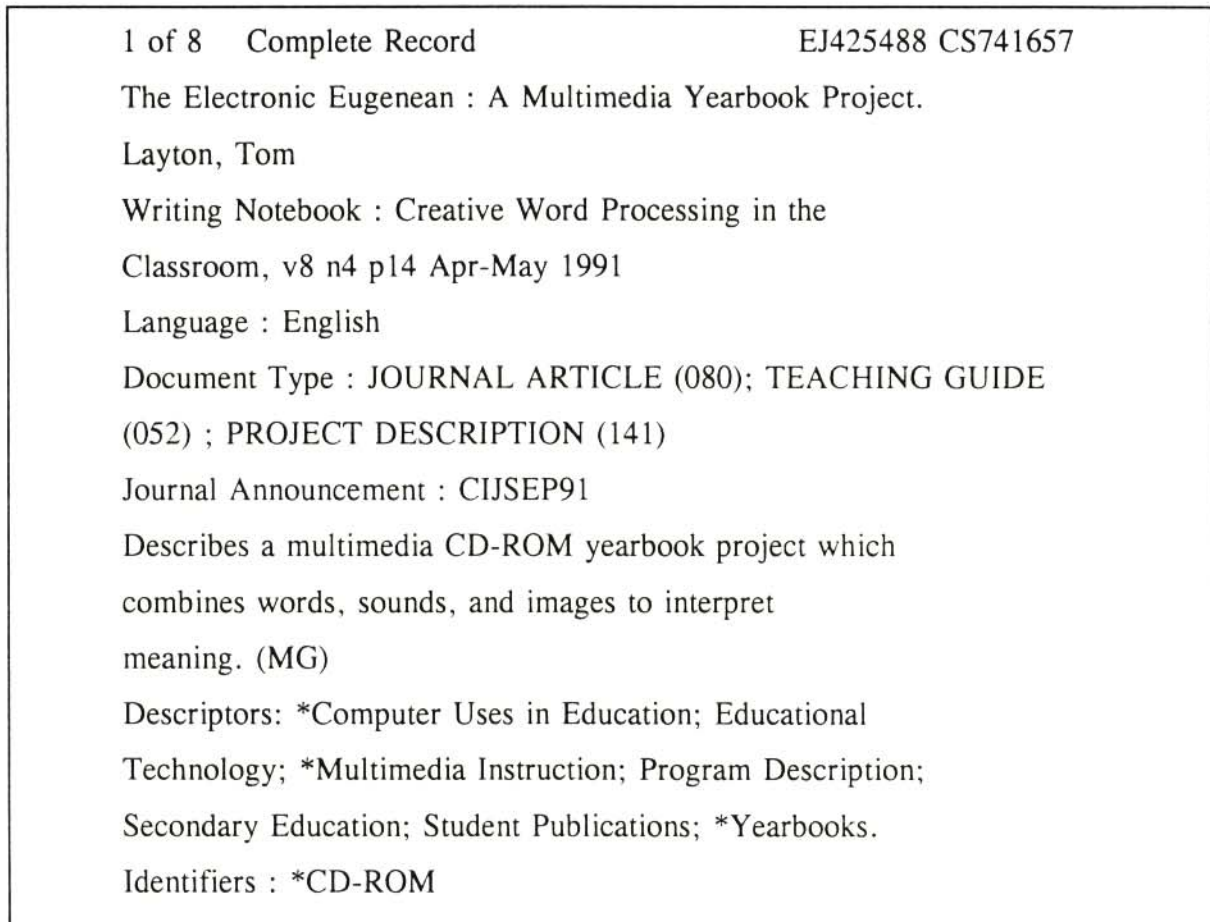 1 of 8 Complete Record EJ425488 CS741657
The Electronic Eugenean : A Multimedia Yearbook Project.
Layton, Tom
Writing Notebook : Creative Word Processing in the
Classroom, v8 n4 p14 Apr-May 1991
Language : English
Document Type : JOURNAL ARTICLE (080); TEACHING GUIDE
(052) ; PROJECT DESCRIPTION (141)
Journal Announcement : CIJSEP91
Describes a multimedia CD-ROM yearbook project which
combines words, sounds, and images to interpret
meaning. (MG)
Descriptors: *Computer Uses in Education; Educational
Technology; *Multimedia Instruction; Program Description;
Secondary Education; Student Publications; *Yearbooks.
Identifiers : *CD-ROM